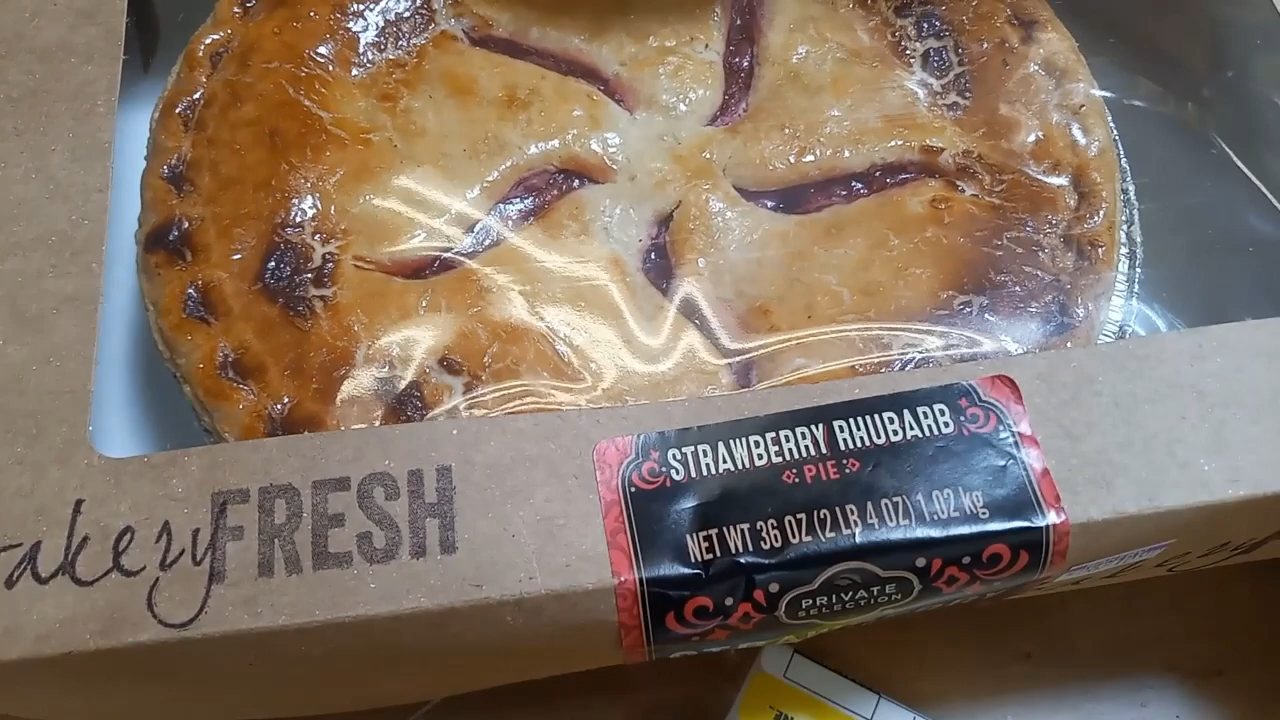 akeryFRESH
STRAWBERRY RHUBARB
PIE
NET WT 36 OZ (2 LB 4 OZ) 1.02 kg
PRIVATE
SELECTION